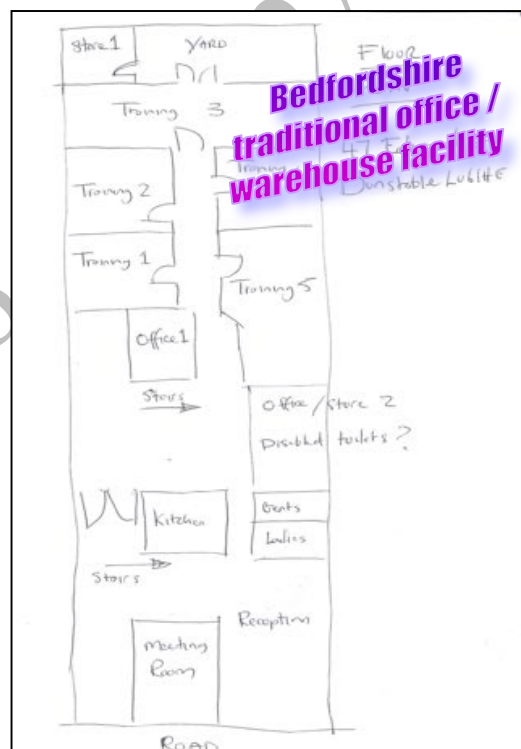 Store 1
YARD
Floor
Bedfordshire
traditional office /
warehouse facility
Training 3
Training
Dunstable LU6 1HE
Training 2
Training 1
Training 5
Office 1
Stairs
Office / Store 2
Disabled toilets?
Kitchen
Gents
Ladies
Stairs
Reception
Meeting
Room
ROAD